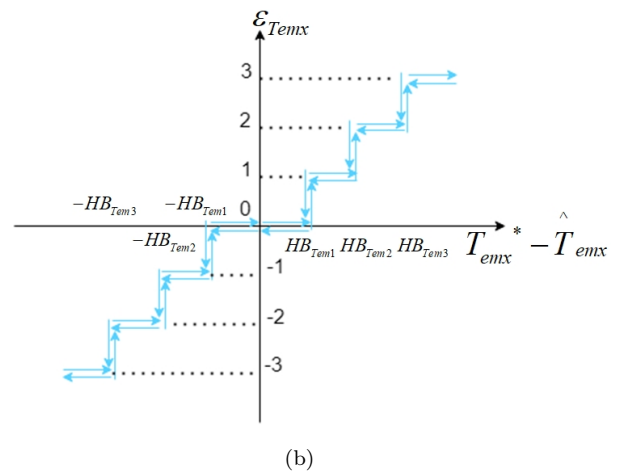 ε_Temx
3
2
1
0
−HB_Tem3
−HB_Tem1
−HB_Tem2
HB_Tem1 HB_Tem2 HB_Tem3
T_emx^* − T̂_emx
-1
-2
-3
(b)